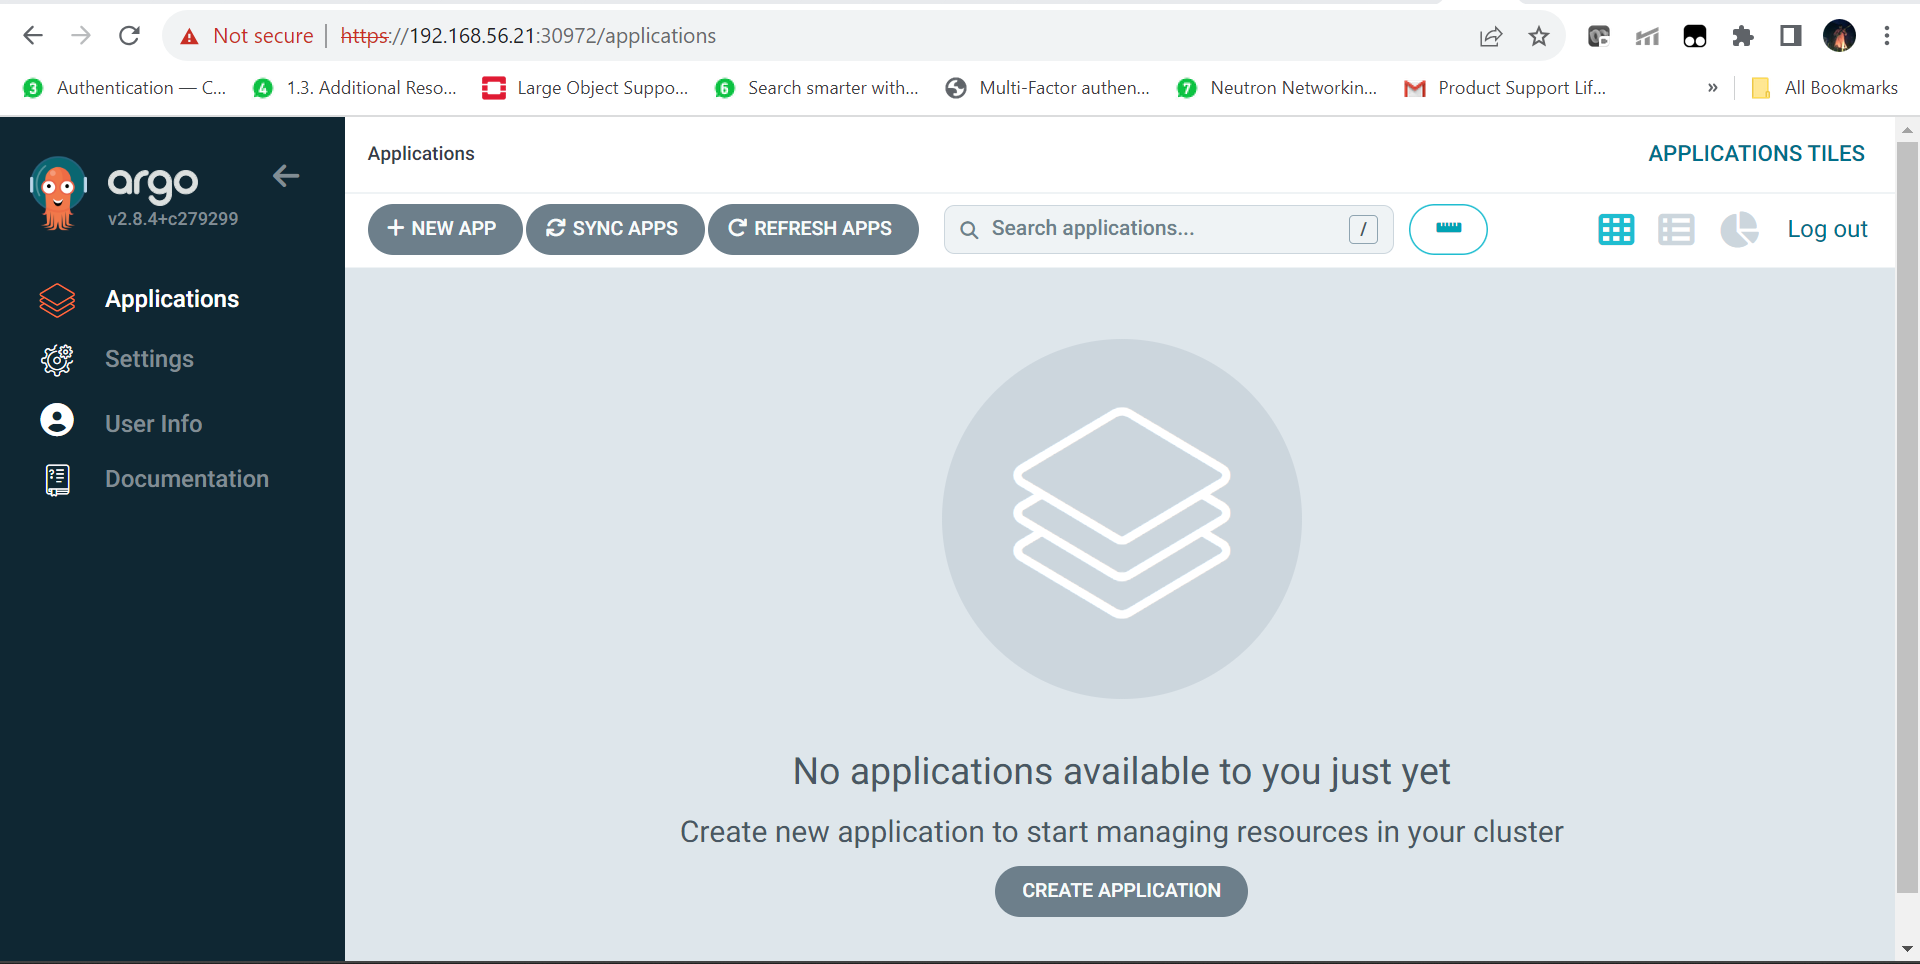 Not secure | https://192.168.56.21:30972/applications
3 Authentication — C... 4 1.3. Additional Reso... Large Object Suppo... 6 Search smarter with... Multi-Factor authen... 7 Neutron Networkin... Product Support Lif... » All Bookmarks
argo
v2.8.4+c279299
Applications
Settings
User Info
Documentation
Applications APPLICATIONS TILES
+ NEW APP SYNC APPS REFRESH APPS Search applications... / Log out
No applications available to you just yet
Create new application to start managing resources in your cluster
CREATE APPLICATION